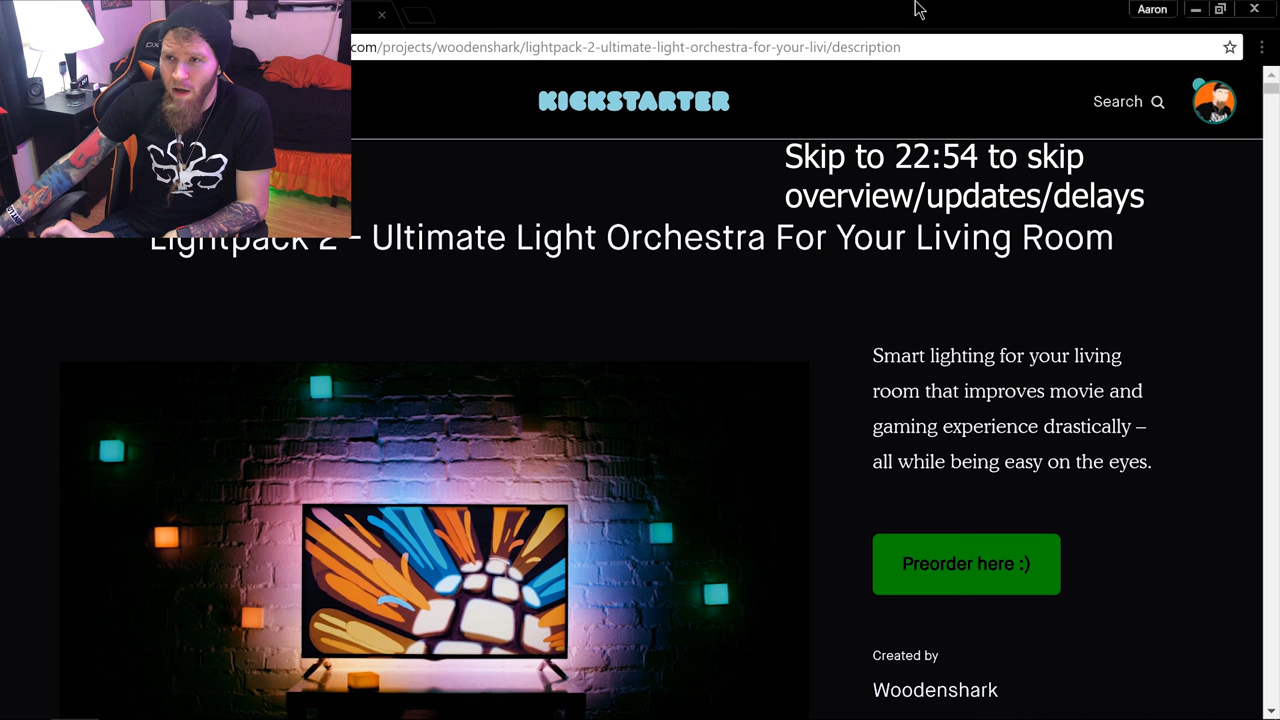 Aaron
com/projects/woodenshark/lightpack-2-ultimate-light-orchestra-for-your-livi/description
KICKSTARTER
Search
Skip to 22:54 to skip
overview/updates/delays
Lightpack 2 - Ultimate Light Orchestra For Your Living Room
Smart lighting for your living
room that improves movie and
gaming experience drastically –
all while being easy on the eyes.
Preorder here :)
Created by
Woodenshark